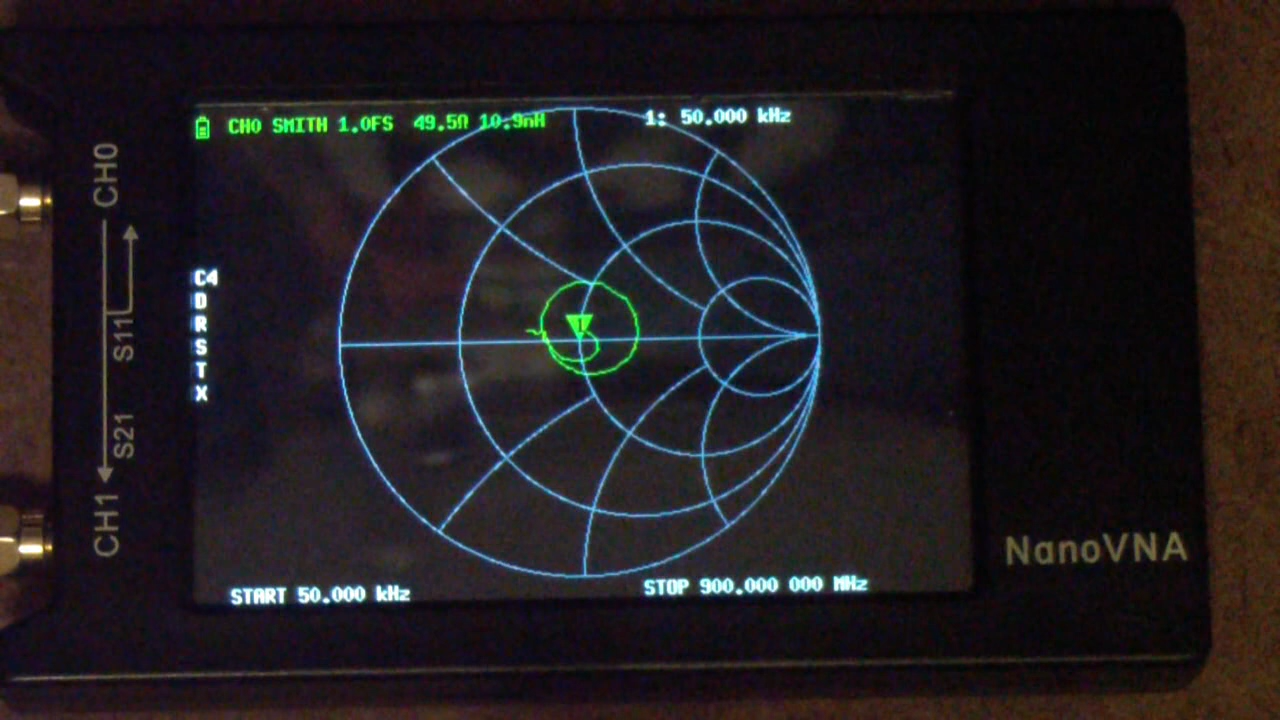 CH0 SMITH 1.0FS 49.5Ω 10.9nH
1: 50.000 kHz
C4
D
R
S
T
X
1
START 50.000 kHz
STOP 900.000 000 MHz
CH0
S11
S21
CH1
NanoVNA